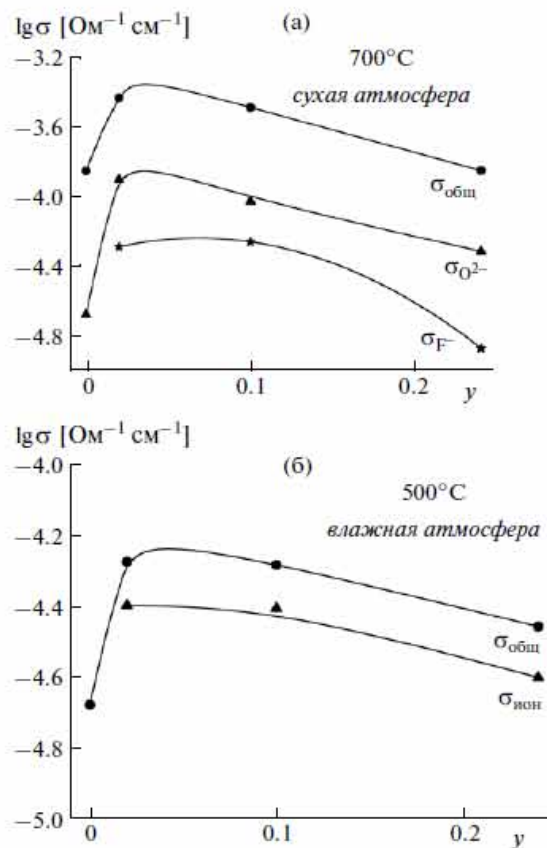 lgσ [Ом⁻¹ см⁻¹]
(а)
700°C
сухая атмосфера
−3.2
−3.6
−4.0
−4.4
−4.8
σобщ
σO²⁻
σF⁻
0
0.1
0.2
y
lgσ [Ом⁻¹ см⁻¹]
(б)
500°C
влажная атмосфера
−4.0
−4.2
−4.4
−4.6
−4.8
−5.0
σобщ
σион
0
0.1
0.2
y